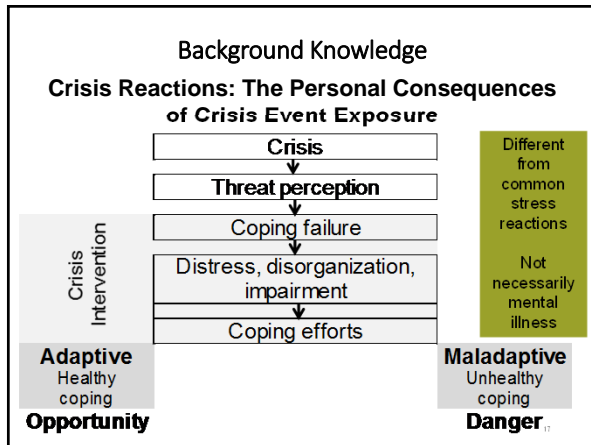 Background Knowledge
Crisis Reactions: The Personal Consequences
of Crisis Event Exposure
Crisis
Threat perception
Coping failure
Distress, disorganization,
impairment
Coping efforts
Crisis
Intervention
Different
from
common
stress
reactions
Not
necessarily
mental
illness
Adaptive
Healthy
coping
Opportunity
Maladaptive
Unhealthy
coping
Danger
17